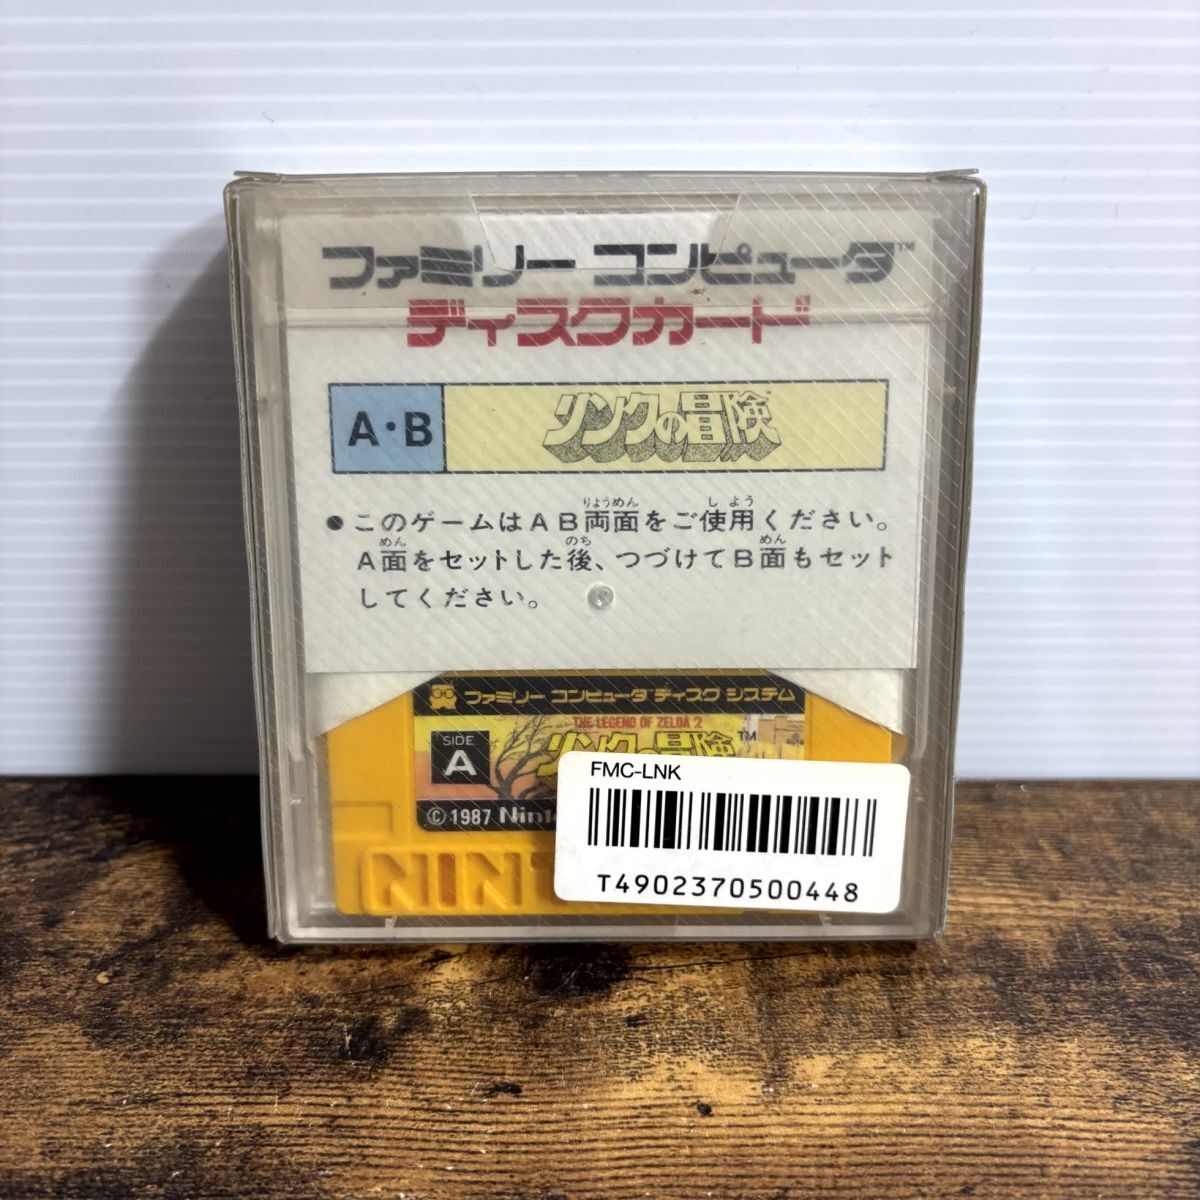 ファミリー コンピュータ™
ディスクカード
A・B リンクの冒険
りょうめん しよう
●このゲームはAB両面をご使用ください。
めん のち めん
A面をセットした後、つづけてB面もセット
してください。
ファミリー コンピュータ ディスク システム
THE LEGEND OF ZELDA 2
SIDE
A
リンクの冒険™
© 1987
FMC-LNK
T4902370500448